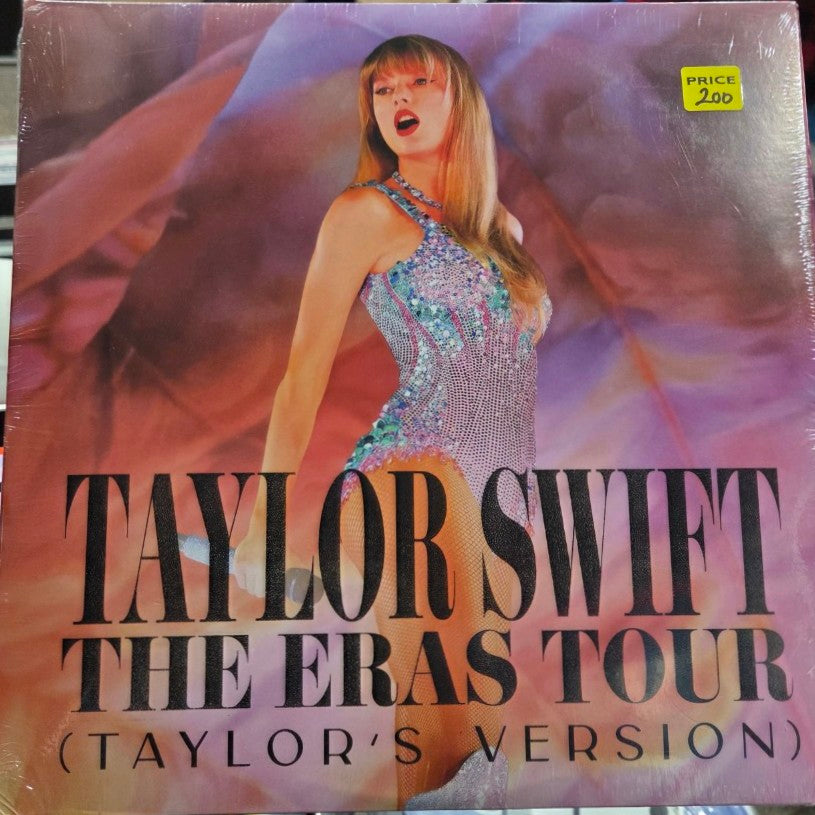 PRICE
200
TAYLOR SWIFT
THE ERAS TOUR
(TAYLOR'S VERSION)